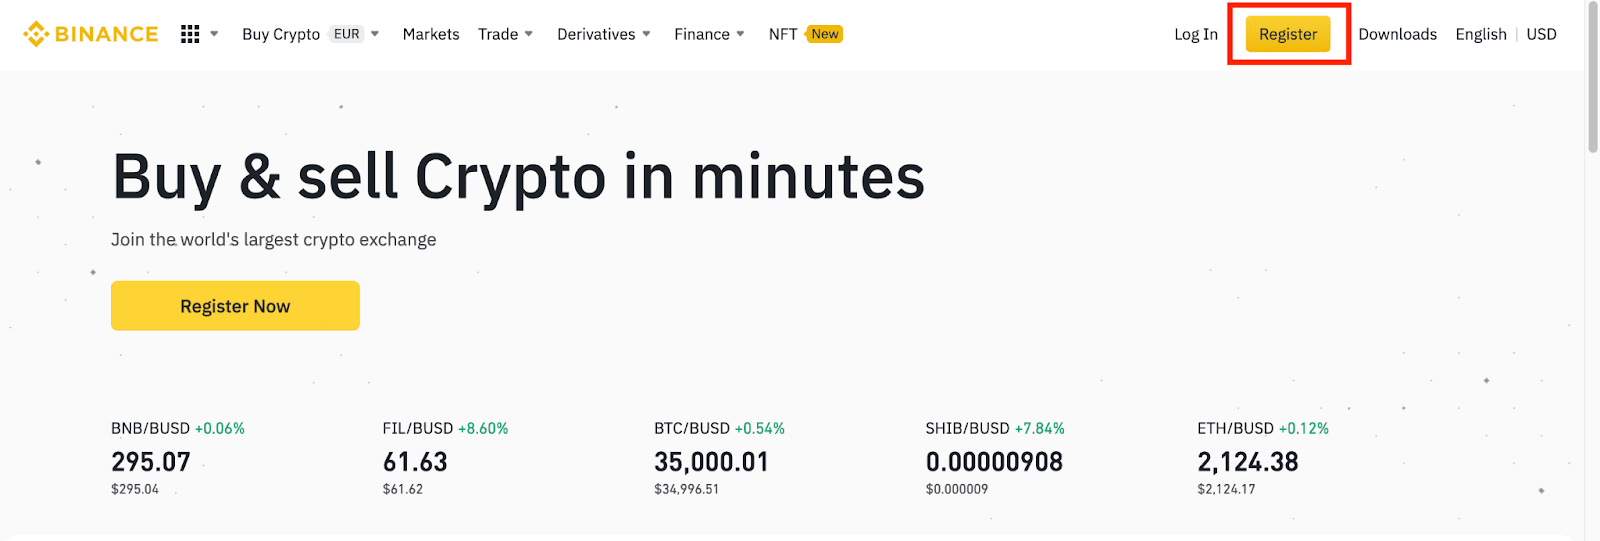 BINANCE Buy Crypto EUR Markets Trade Derivatives Finance NFT New Log In Register Downloads English USD
Buy & sell Crypto in minutes
Join the world's largest crypto exchange
Register Now
BNB/BUSD +0.06% FIL/BUSD +8.60% BTC/BUSD +0.54% SHIB/BUSD +7.84% ETH/BUSD +0.12%
295.07 61.63 35,000.01 0.00000908 2,124.38
$295.04 $61.62 $34,996.51 $0.000009 $2,124.17